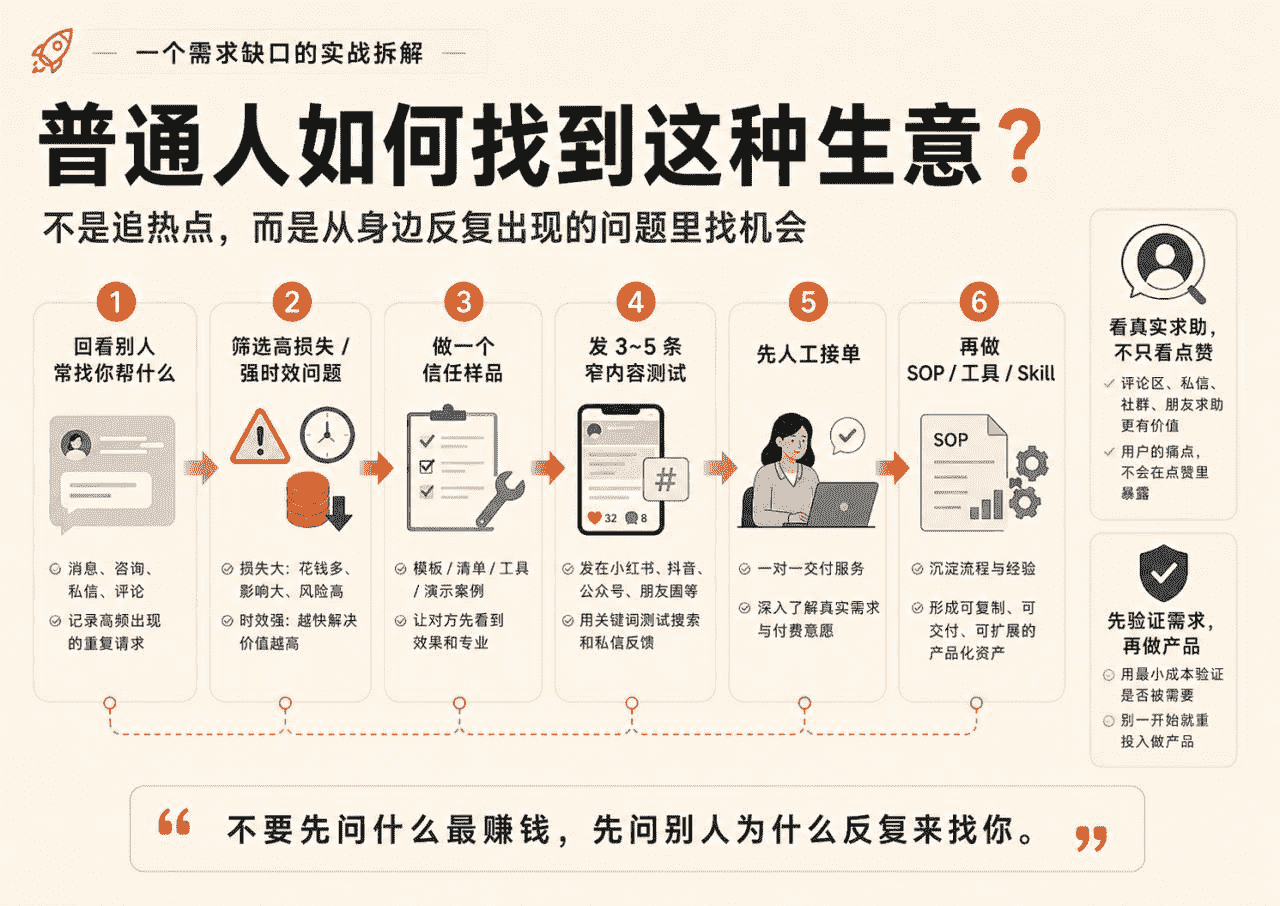 一个需求缺口的实战拆解
普通人如何找到这种生意？
不是追热点，而是从身边反复出现的问题里找机会
1
回看别人
常找你帮什么
消息、咨询、
私信、评论
记录高频出现
的重复请求
2
筛选高损失 /
强时效问题
损失大：花钱多、
影响大、风险高
时效强：越快解决
价值越高
3
做一个
信任样品
模板 / 清单 / 工具
/ 演示案例
让对方先看到
效果和专业
4
发 3~5 条
窄内容测试
#
32 8
发在小红书、抖音、
公众号、朋友圈等
用关键词测试搜索
和私信反馈
5
先人工接单
一对一交付服务
深入了解真实需求
与付费意愿
6
再做
SOP / 工具 / Skill
SOP
沉淀流程与经验
形成可复制、可
交付、可扩展的
产品化资产
看真实求助，
不只看点赞
评论区、私信、
社群、朋友求助
更有价值
用户的痛点，
不会在点赞里
暴露
先验证需求，
再做产品
用最小成本验证
是否被需要
别一开始就重
投入做产品
“不要先问什么最赚钱，先问别人为什么反复来找你。”